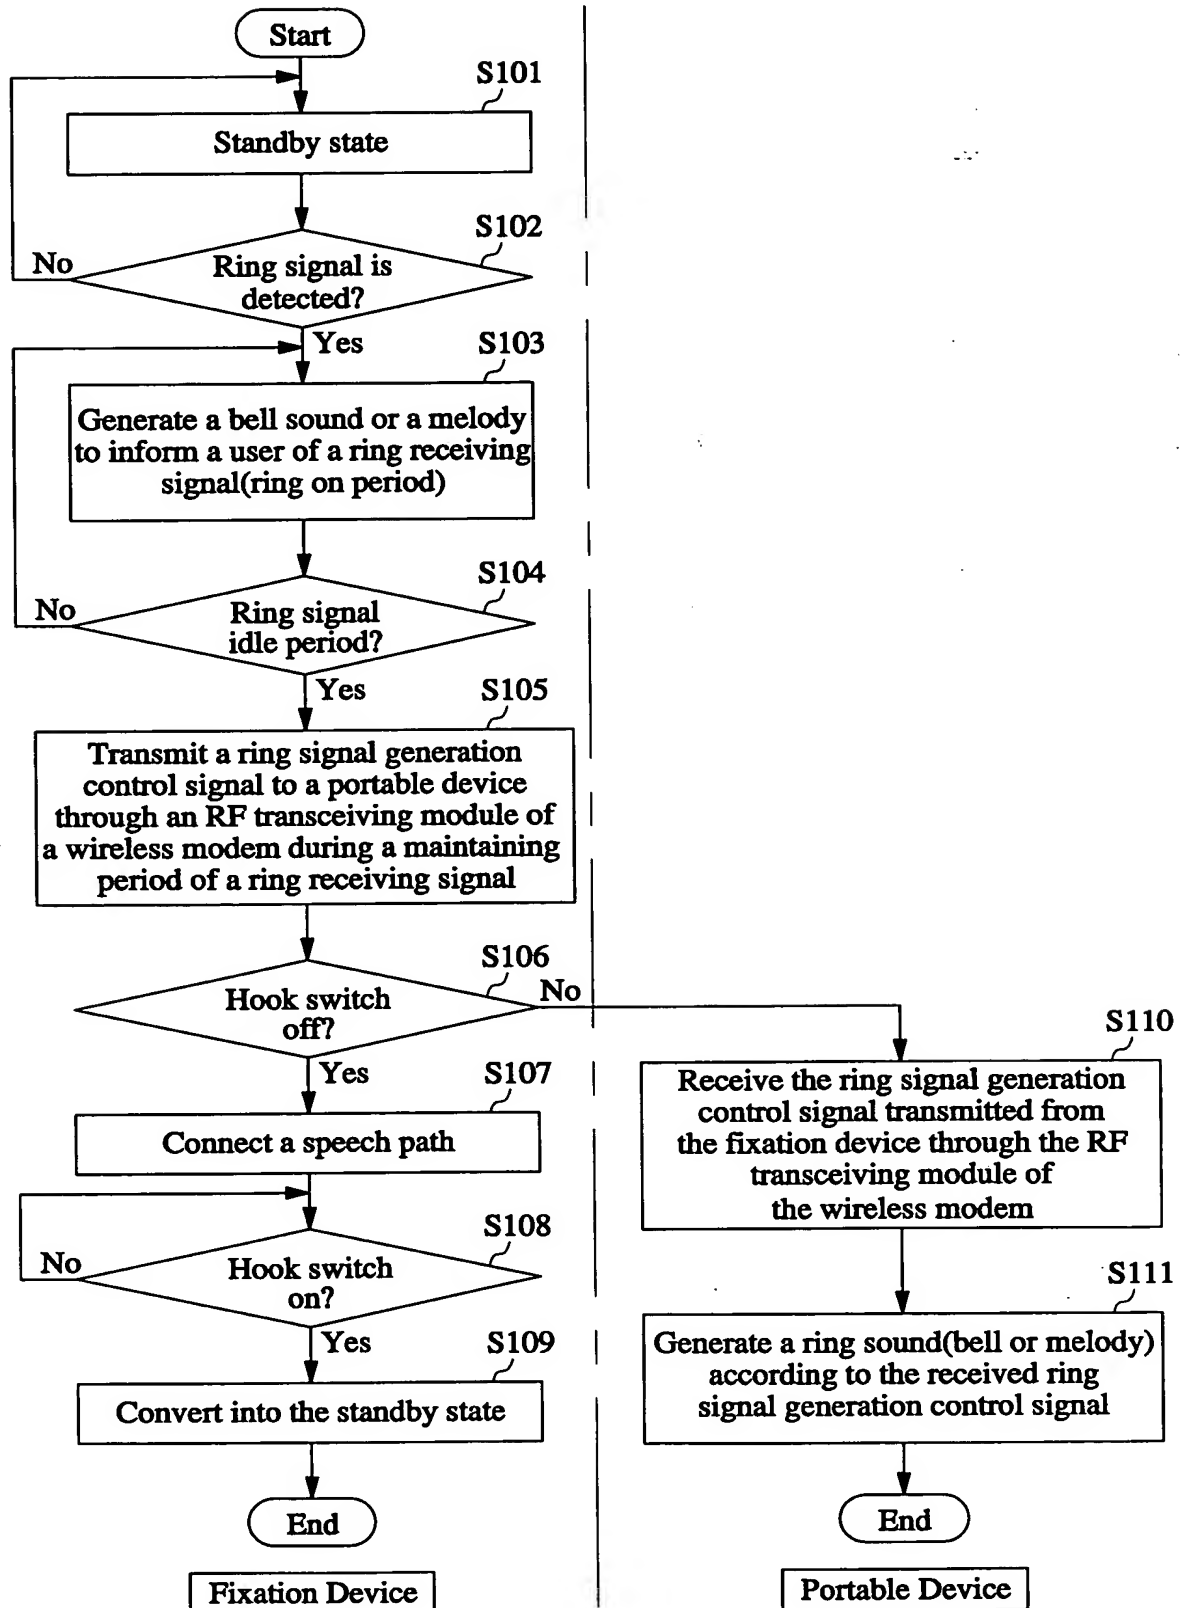 Start
S101
Standby state
S102
No
Ring signal is
detected?
Yes
S103
Generate a bell sound or a melody
to inform a user of a ring receiving
signal(ring on period)
S104
No
Ring signal
idle period?
Yes
S105
Transmit a ring signal generation
control signal to a portable device
through an RF transceiving module of
a wireless modem during a maintaining
period of a ring receiving signal
S106
Hook switch
off?
No
Yes
S107
Connect a speech path
S108
No
Hook switch
on?
Yes
S109
Convert into the standby state
End
Fixation Device
S110
Receive the ring signal generation
control signal transmitted from
the fixation device through the RF
transceiving module of
the wireless modem
S111
Generate a ring sound(bell or melody)
according to the received ring
signal generation control signal
End
Portable Device